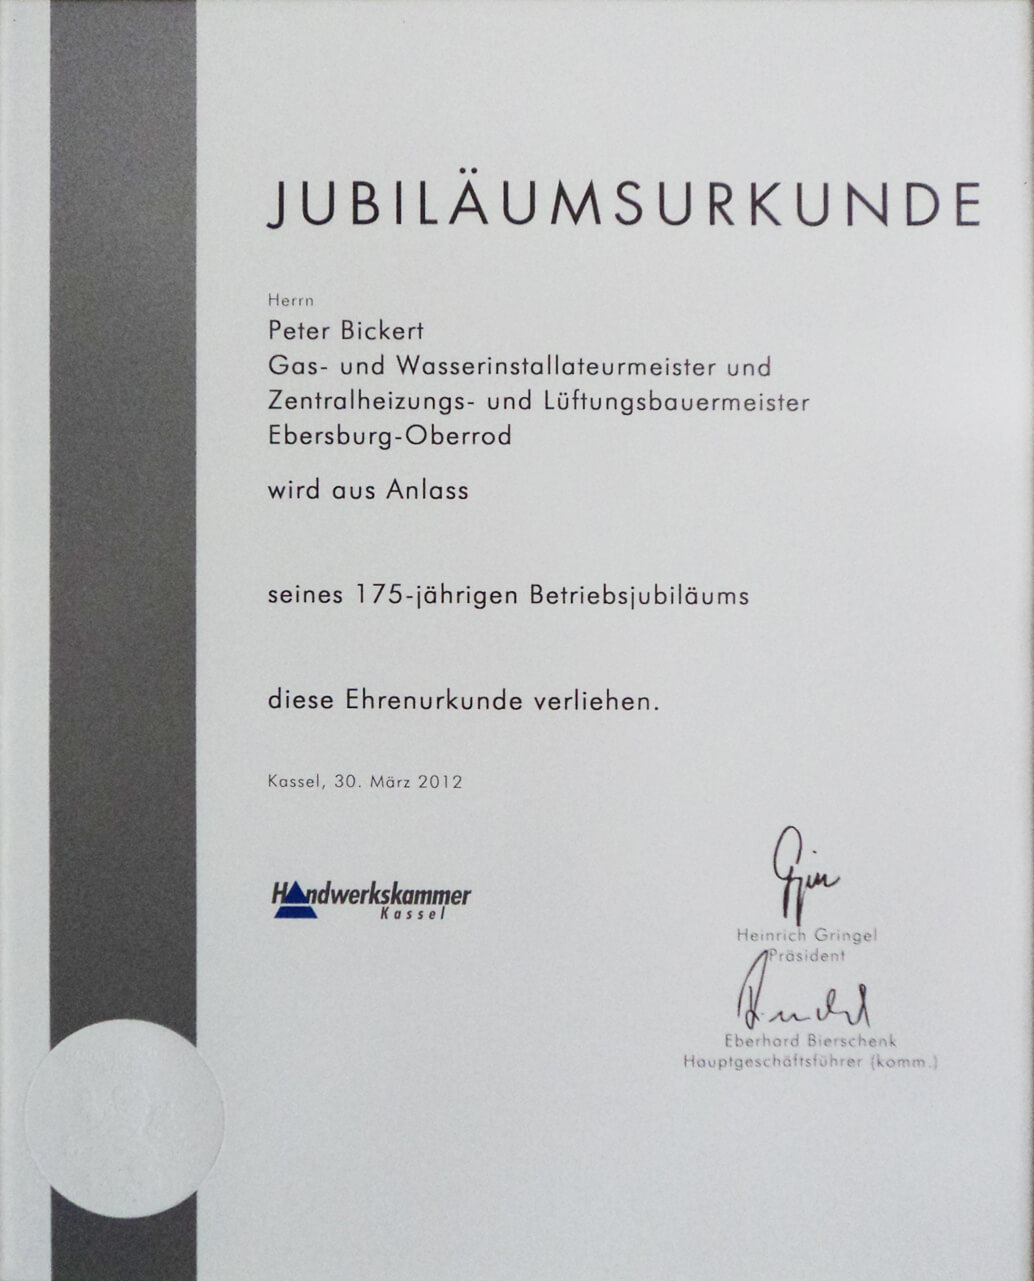 JUBILÄUMSURKUNDE
Herrn
Peter Bickert
Gas- und Wasserinstallateurmeister und
Zentralheizungs- und Lüftungsbauermeister
Ebersburg-Oberrod
wird aus Anlass
seines 175-jährigen Betriebsjubiläums
diese Ehrenurkunde verliehen.
Kassel, 30. März 2012
Handwerkskammer
Kassel
Heinrich Gringel
Präsident
Eberhard Bierschenk
Hauptgeschäftsführer (komm.)